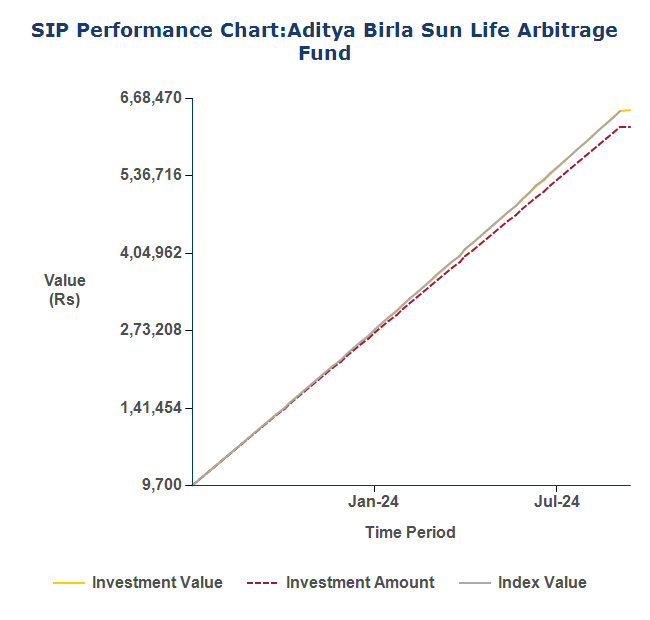 SIP Performance Chart:Aditya Birla Sun Life Arbitrage
Fund
6,68,470
5,36,716
4,04,962
Value
(Rs)
2,73,208
1,41,454
9,700
Jan-24
Jul-24
Time Period
Investment Value
Investment Amount
Index Value